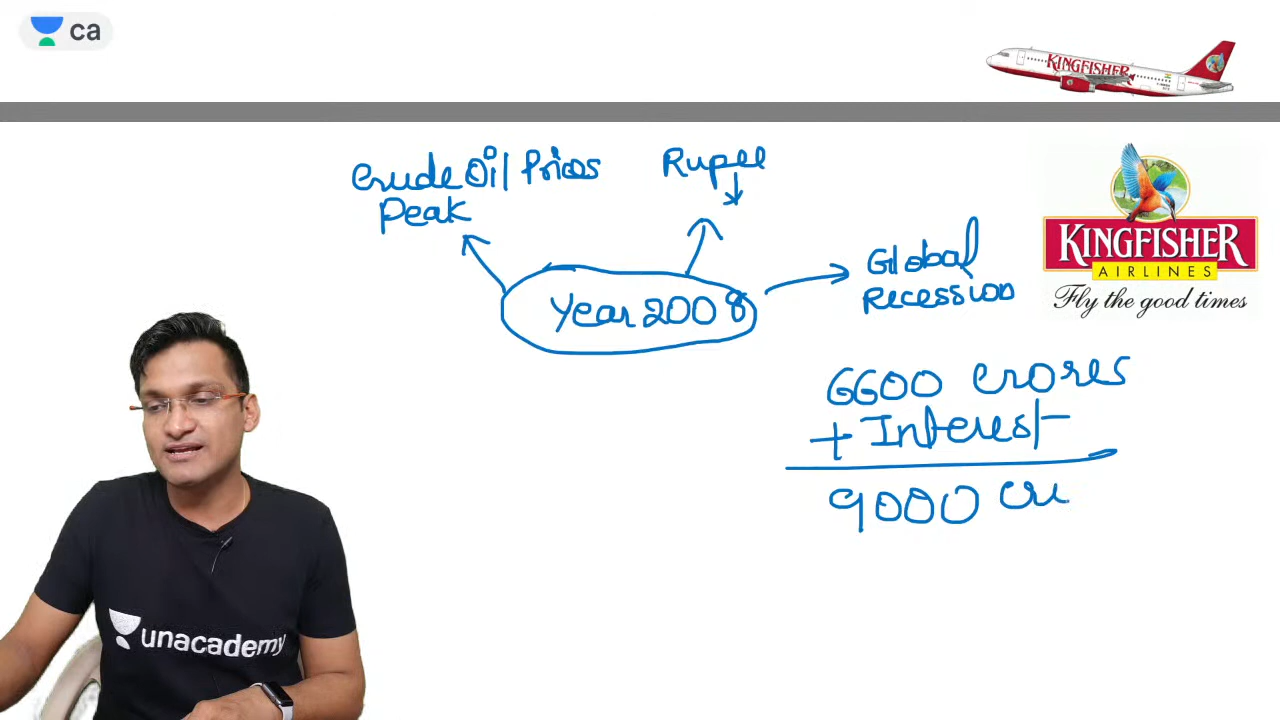 ca
KINGFISHER
Crude Oil Prices
Peak
Rupee
KINGFISHER
AIRLINES
Fly the good times
Global
Recession
Year 2008
6600 crores
+ Interest
9000 cr
unacademy